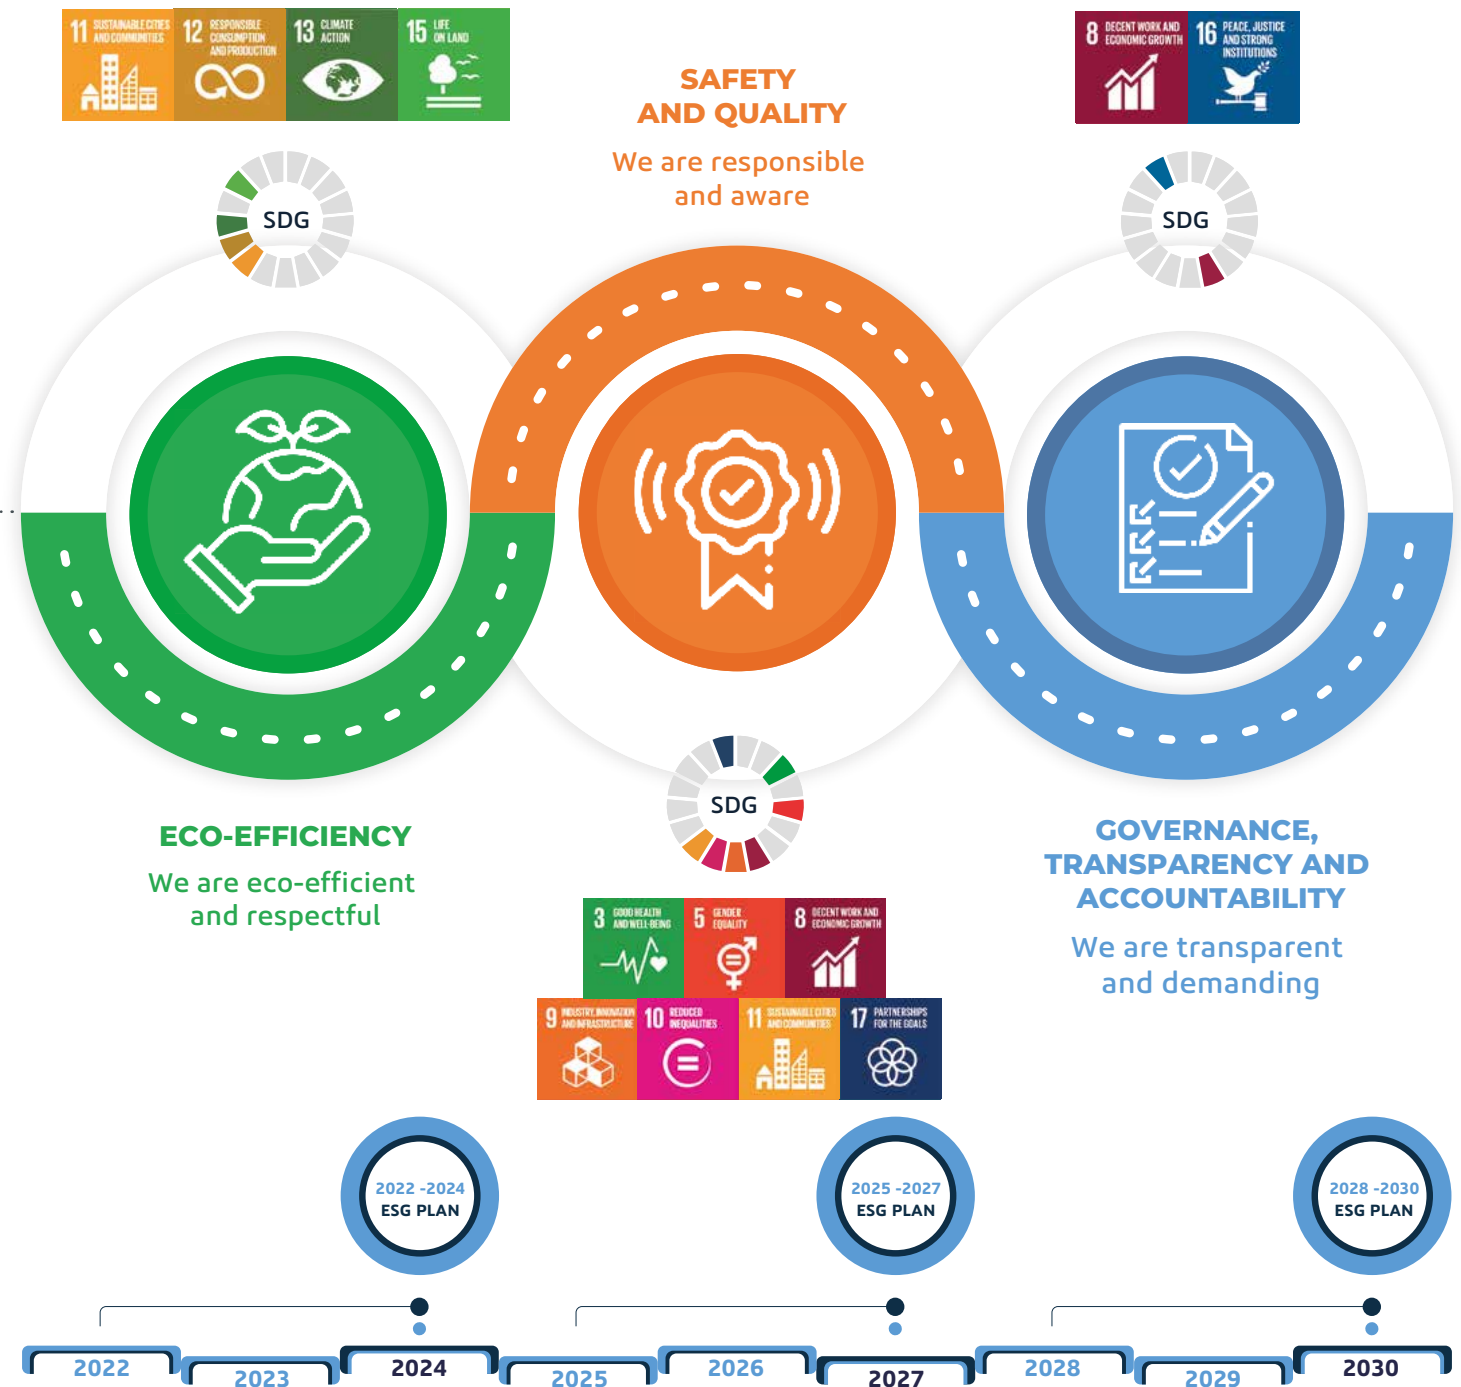 11 SUSTAINABLE CITIES
AND COMMUNITIES
12 RESPONSIBLE
CONSUMPTION
AND PRODUCTION
13 CLIMATE
ACTION
15 LIFE
ON LAND
SDG
ECO-EFFICIENCY
We are eco-efficient
and respectful
SAFETY
AND QUALITY
We are responsible
and aware
SDG
3 GOOD HEALTH
AND WELL-BEING
5 GENDER
EQUALITY
8 DECENT WORK AND
ECONOMIC GROWTH
9 INDUSTRY, INNOVATION
AND INFRASTRUCTURE
10 REDUCED
INEQUALITIES
11 SUSTAINABLE CITIES
AND COMMUNITIES
17 PARTNERSHIPS
FOR THE GOALS
8 DECENT WORK AND
ECONOMIC GROWTH
16 PEACE, JUSTICE
AND STRONG
INSTITUTIONS
SDG
GOVERNANCE,
TRANSPARENCY AND
ACCOUNTABILITY
We are transparent
and demanding
2022 -2024
ESG PLAN
2025 -2027
ESG PLAN
2028 -2030
ESG PLAN
2022
2023
2024
2025
2026
2027
2028
2029
2030